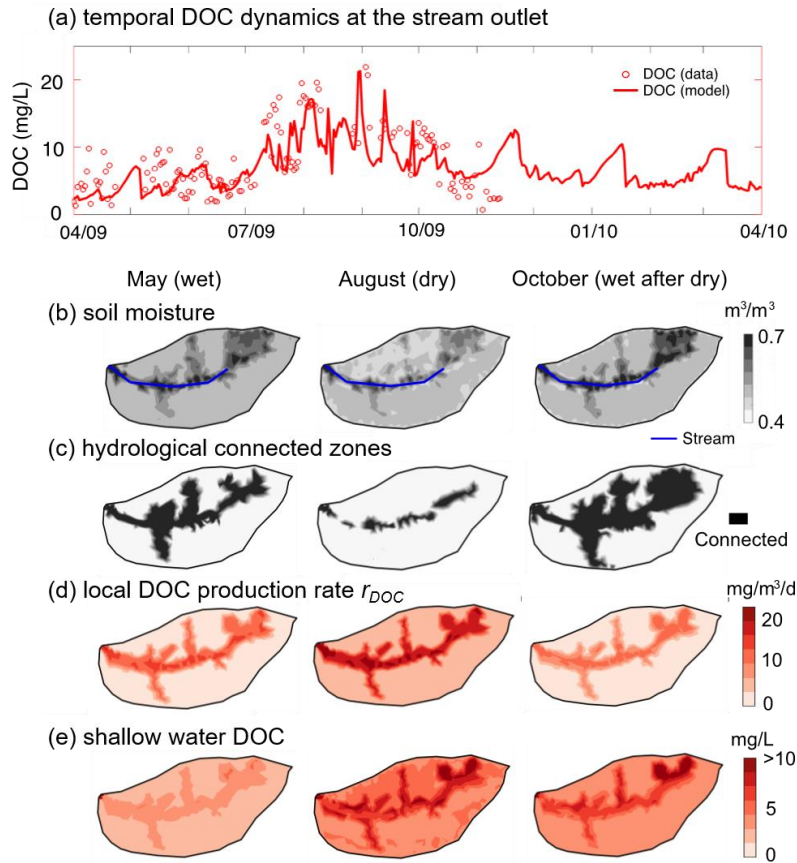 (a) temporal DOC dynamics at the stream outlet
DOC (mg/L)
20
10
0
DOC (data)
DOC (model)
04/09 07/09 10/09 01/10 04/10
May (wet) August (dry) October (wet after dry)
(b) soil moisture
m³/m³
0.7
0.4
Stream
(c) hydrological connected zones
Connected
(d) local DOC production rate r_DOC
mg/m³/d
20
10
0
(e) shallow water DOC
mg/L
>10
5
0